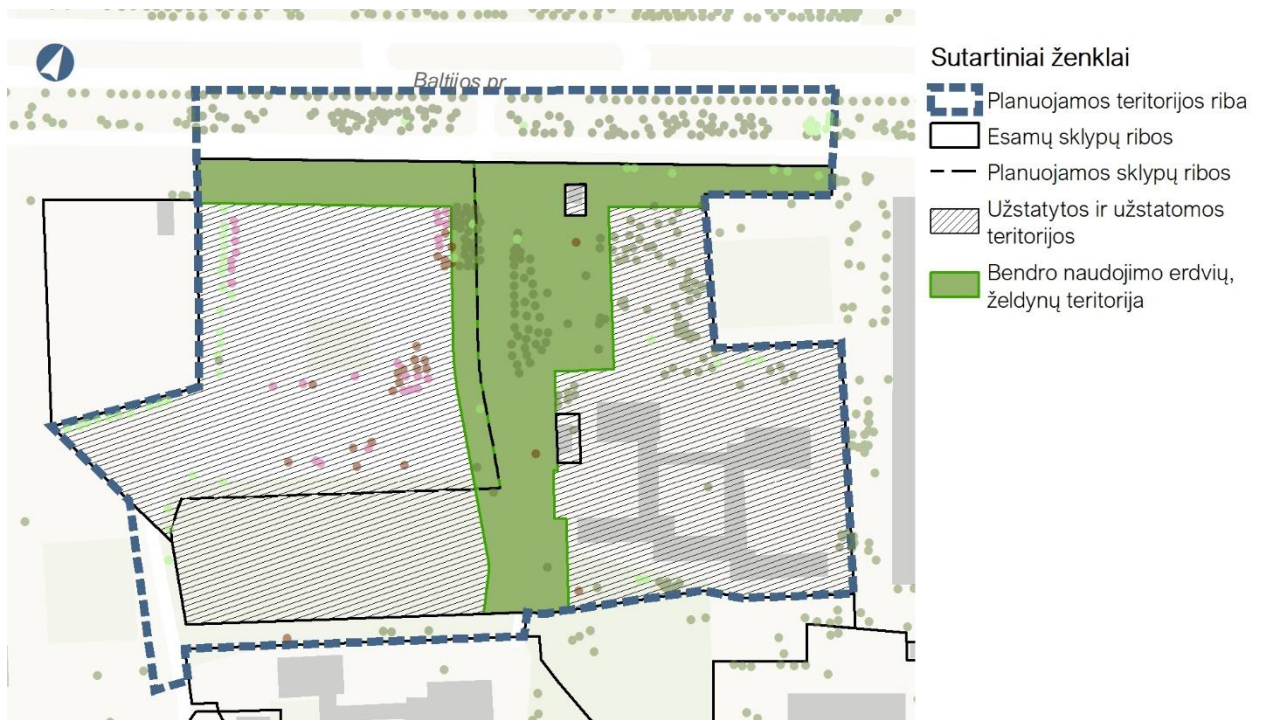 Baltijos pr.
Sutartiniai ženklai
Planuojamos teritorijos riba
Esamų sklypų ribos
Planuojamos sklypų ribos
Užstatytos ir užstatomos
teritorijos
Bendro naudojimo erdvių,
želdynų teritorija